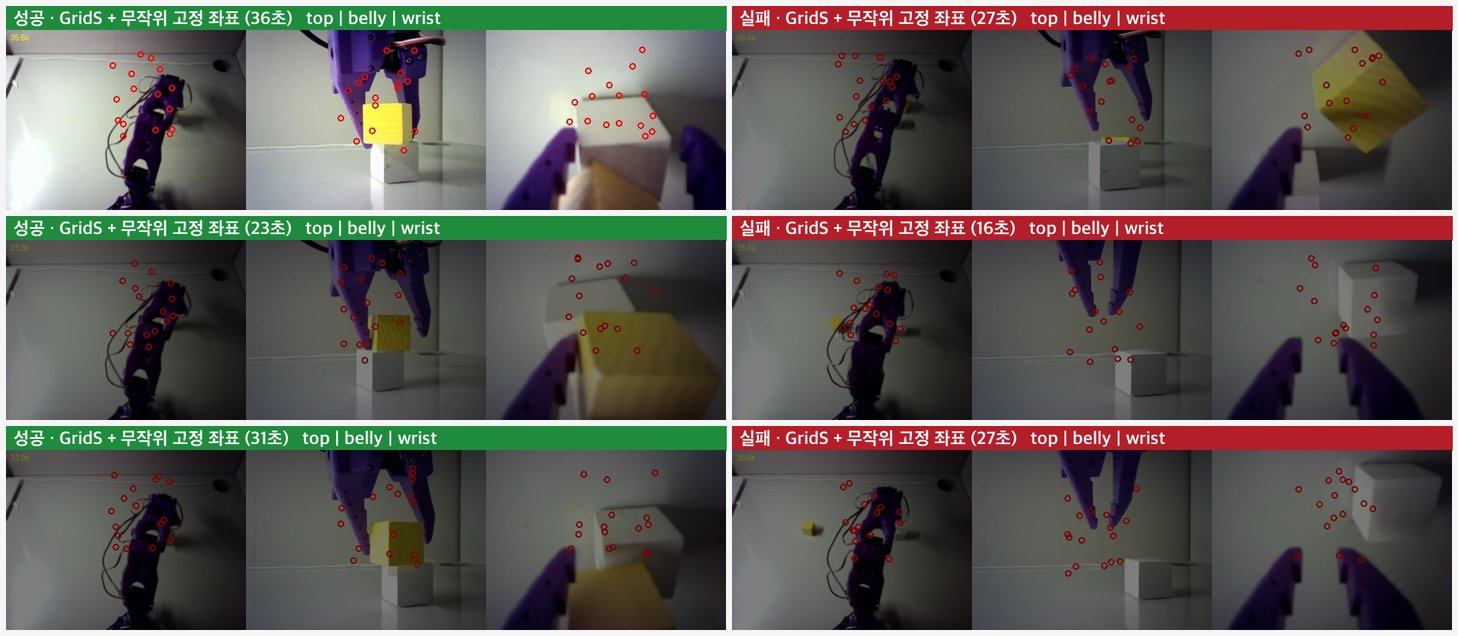 성공 · GridS + 무작위 고정 좌표 (36초) top | belly | wrist
35.6s
실패 · GridS + 무작위 고정 좌표 (27초) top | belly | wrist
성공 · GridS + 무작위 고정 좌표 (23초) top | belly | wrist
23.3s
실패 · GridS + 무작위 고정 좌표 (16초) top | belly | wrist
성공 · GridS + 무작위 고정 좌표 (31초) top | belly | wrist
실패 · GridS + 무작위 고정 좌표 (27초) top | belly | wrist